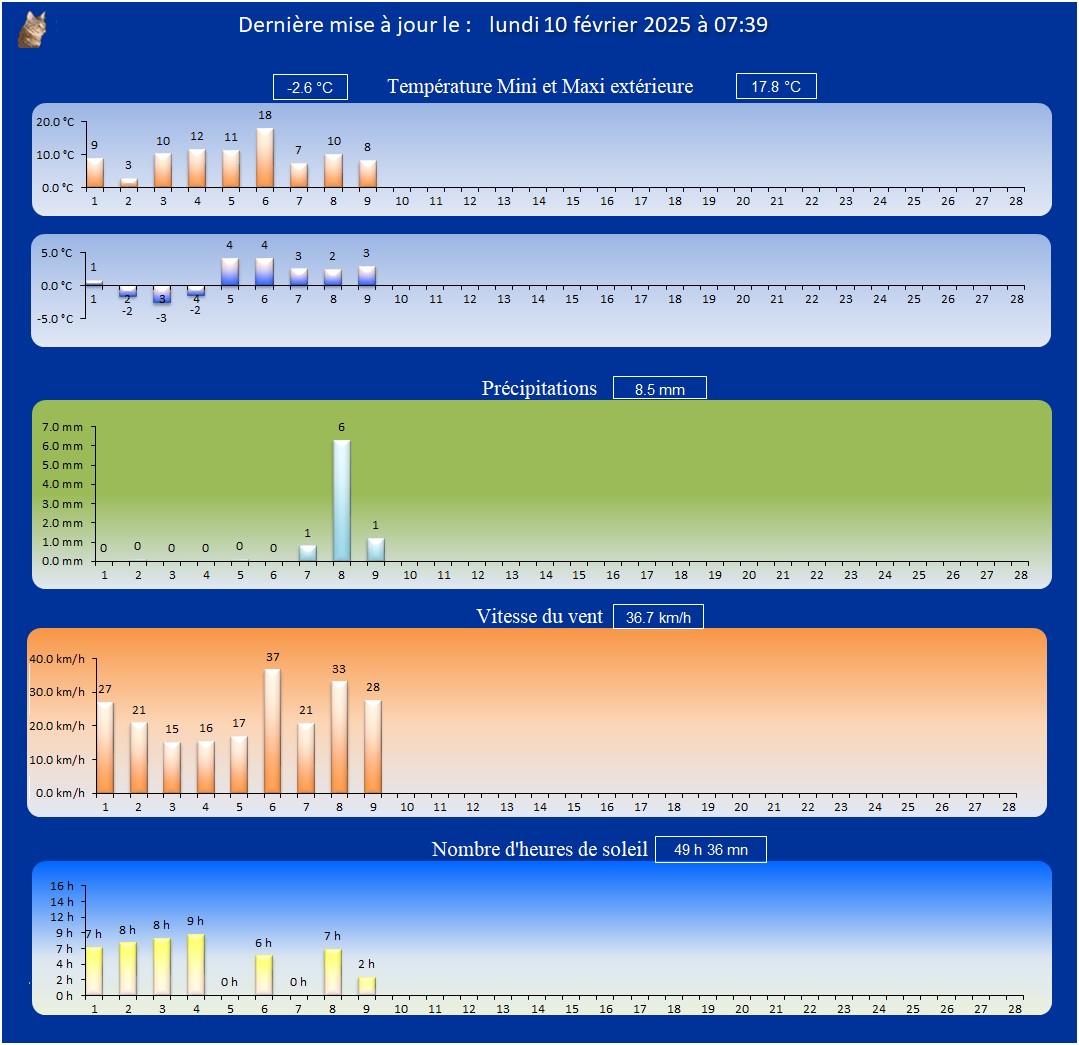 Dernière mise à jour le : lundi 10 février 2025 à 07:39
-2.6 °C Température Mini et Maxi extérieure 17.8 °C
18
20.0 °C
9 3 10 12 11 7 10 8
10.0 °C
0.0 °C
1 2 3 4 5 6 7 8 9 10 11 12 13 14 15 16 17 18 19 20 21 22 23 24 25 26 27 28
5.0 °C
1 4 4 3 2 3
0.0 °C
1 2 3 4 5 6 7 8 9 10 11 12 13 14 15 16 17 18 19 20 21 22 23 24 25 26 27 28
-2 -3 -2
-5.0 °C
Précipitations 8.5 mm
7.0 mm
6
6.0 mm
5.0 mm
4.0 mm
3.0 mm
2.0 mm
1 1
1.0 mm
0 0 0 0 0 0
0.0 mm
1 2 3 4 5 6 7 8 9 10 11 12 13 14 15 16 17 18 19 20 21 22 23 24 25 26 27 28
Vitesse du vent 36.7 km/h
40.0 km/h
27 21 15 16 17 37 21 33 28
30.0 km/h
20.0 km/h
10.0 km/h
0.0 km/h
1 2 3 4 5 6 7 8 9 10 11 12 13 14 15 16 17 18 19 20 21 22 23 24 25 26 27 28
Nombre d'heures de soleil 49 h 36 mn
16 h
14 h
12 h
9 h
7 h 8 h 8 h 9 h 0 h 6 h 0 h 7 h 2 h
7 h
4 h
2 h
0 h
1 2 3 4 5 6 7 8 9 10 11 12 13 14 15 16 17 18 19 20 21 22 23 24 25 26 27 28